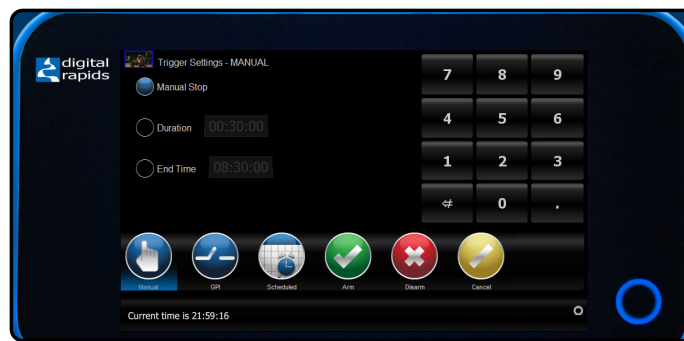 digital
rapids
Trigger Settings - MANUAL
Manual Stop
Duration 00:30:00
End Time 08:30:00
7 8 9
4 5 6
1 2 3
0 .
Manual GPI Scheduled Arm Disarm Cancel
Current time is 21:59:16